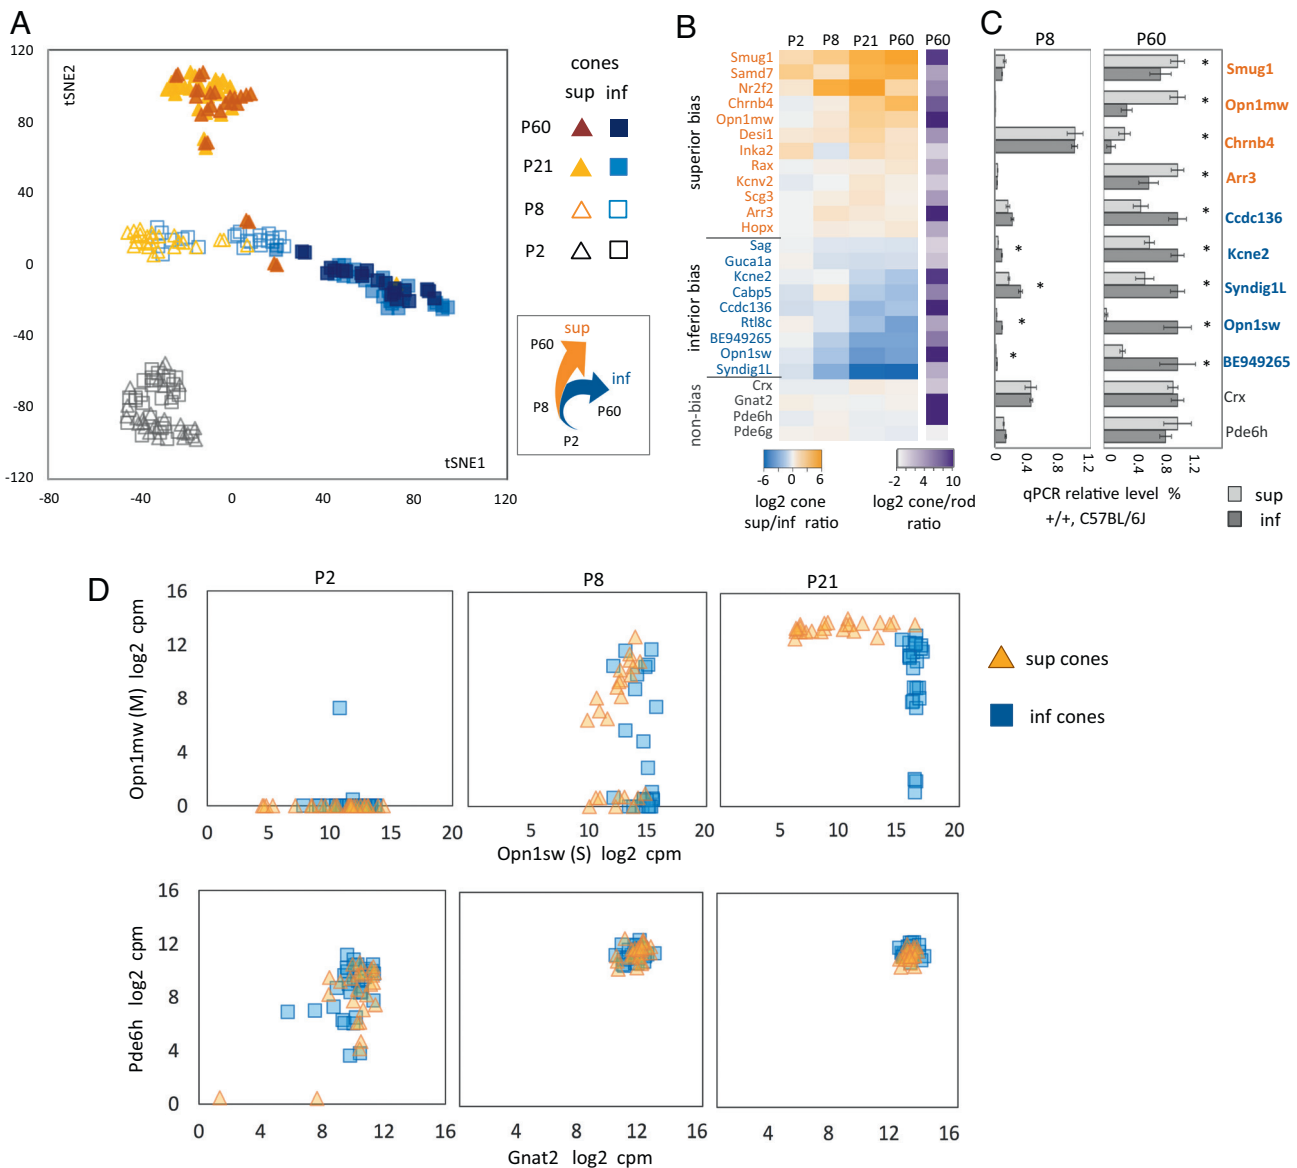 A
120
80
40
0
-40
-80
-120
tSNE2
tSNE1
-80
-40
0
40
80
120
cones
sup inf
P60
P21
P8
P2
sup
P60
inf
P8
P60
P2
B
P2 P8 P21 P60 P60
superior bias
Smug1
Samd7
Nr2f2
Chrnb4
Opn1mw
Desi1
Inka2
Rax
Kcnv2
Scg3
Arr3
Hopx
inferior bias
Sag
Guca1a
Kcne2
Cabp5
Ccdc136
Rtl8c
BE949265
Opn1sw
Syndig1L
non-bias
Crx
Gnat2
Pde6h
Pde6g
-6 0 6
log2 cone
sup/inf ratio
-2 4 10
log2 cone/rod
ratio
C
P8 P60
* Smug1
* Opn1mw
* Chrnb4
* Arr3
* Ccdc136
* * Kcne2
* * Syndig1L
* * Opn1sw
* * BE949265
Crx
Pde6h
0 0.4 0.8 1.2 0 0.4 0.8 1.2
qPCR relative level %
+/+, C57BL/6J
sup
inf
D
P2 P8 P21
Opn1mw (M) log2 cpm
16
12
8
4
0
0 5 10 15 20 5 10 15 20 5 10 15 20
Opn1sw (S) log2 cpm
sup cones
inf cones
Pde6h log2 cpm
16
12
8
4
0
0 4 8 12 16 4 8 12 16 4 8 12 16
Gnat2 log2 cpm